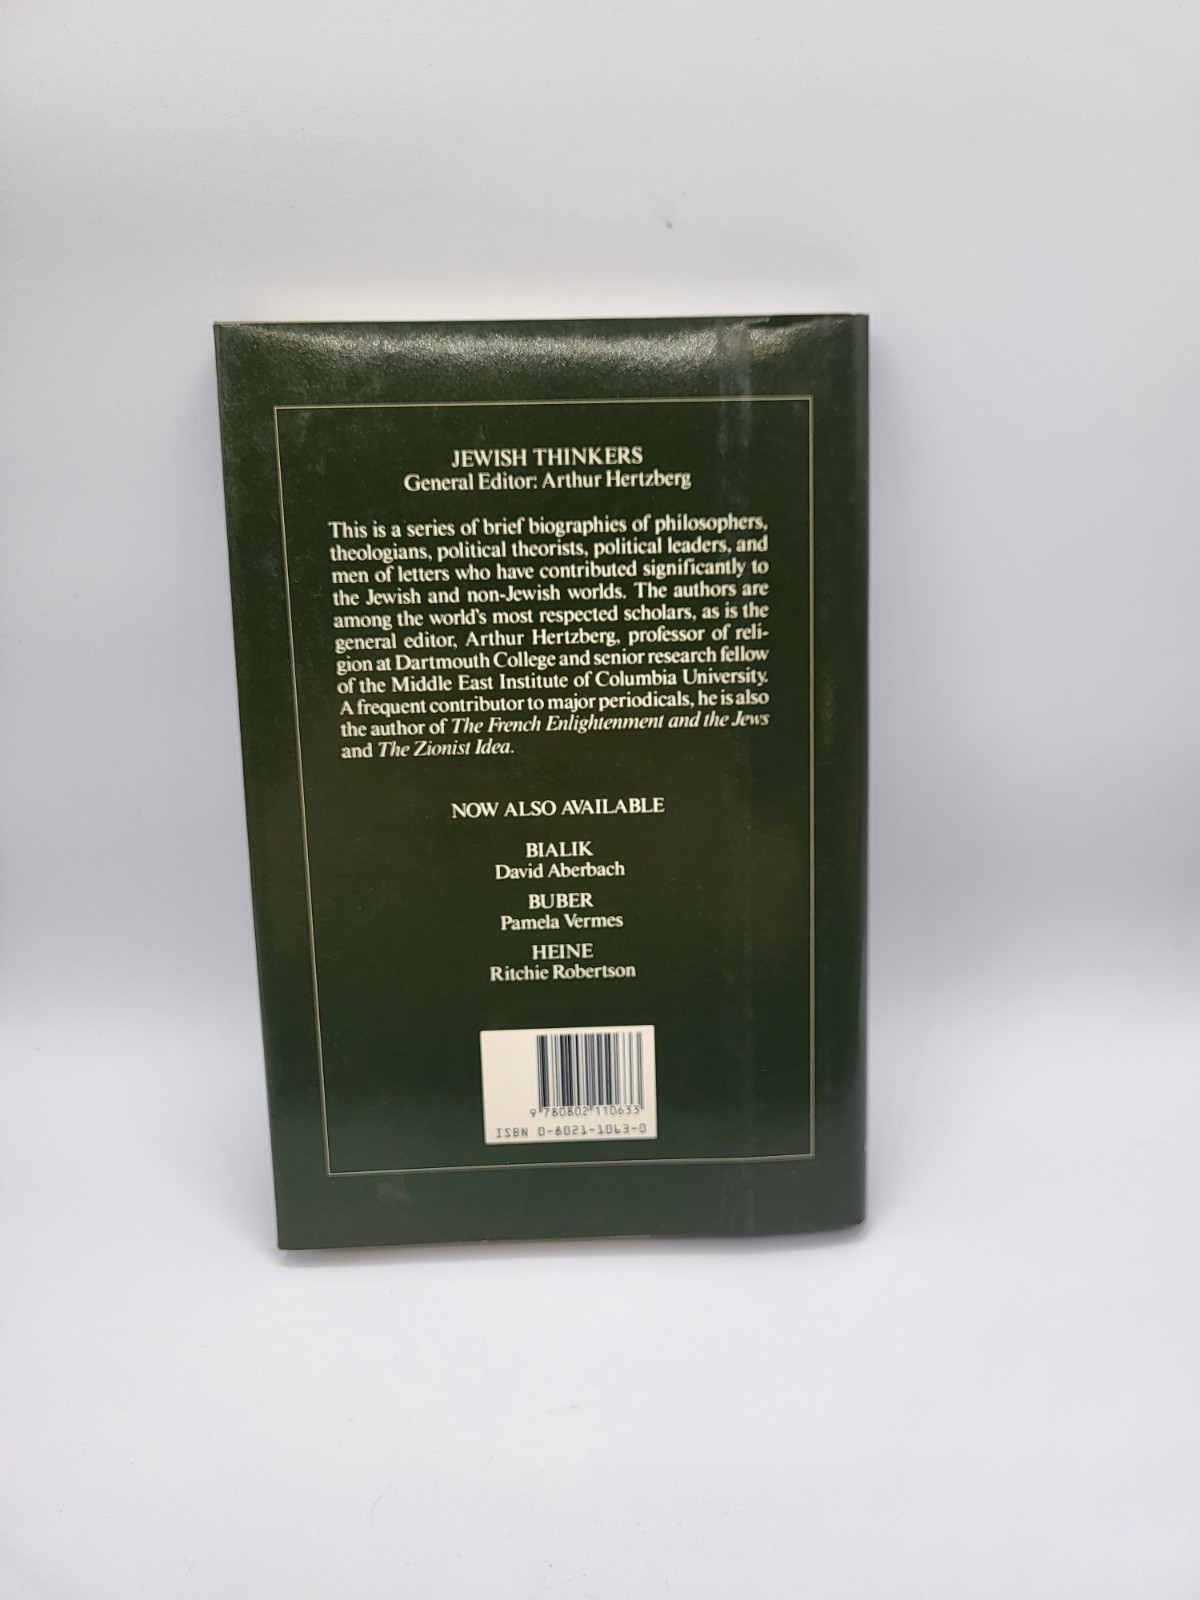 JEWISH THINKERS
General Editor: Arthur Hertzberg
This is a series of brief biographies of philosophers,
theologians, political theorists, political leaders, and
men of letters who have contributed significantly to
the Jewish and non-Jewish worlds. The authors are
among the world's most respected scholars, as is the
general editor, Arthur Hertzberg, professor of reli-
gion at Dartmouth College and senior research fellow
of the Middle East Institute of Columbia University.
A frequent contributor to major periodicals, he is also
the author of The French Enlightenment and the Jews
and The Zionist Idea.
NOW ALSO AVAILABLE
BIALIK
David Aberbach
BUBER
Pamela Vermes
HEINE
Ritchie Robertson
9 780802 110633
ISBN 0-8021-1063-0